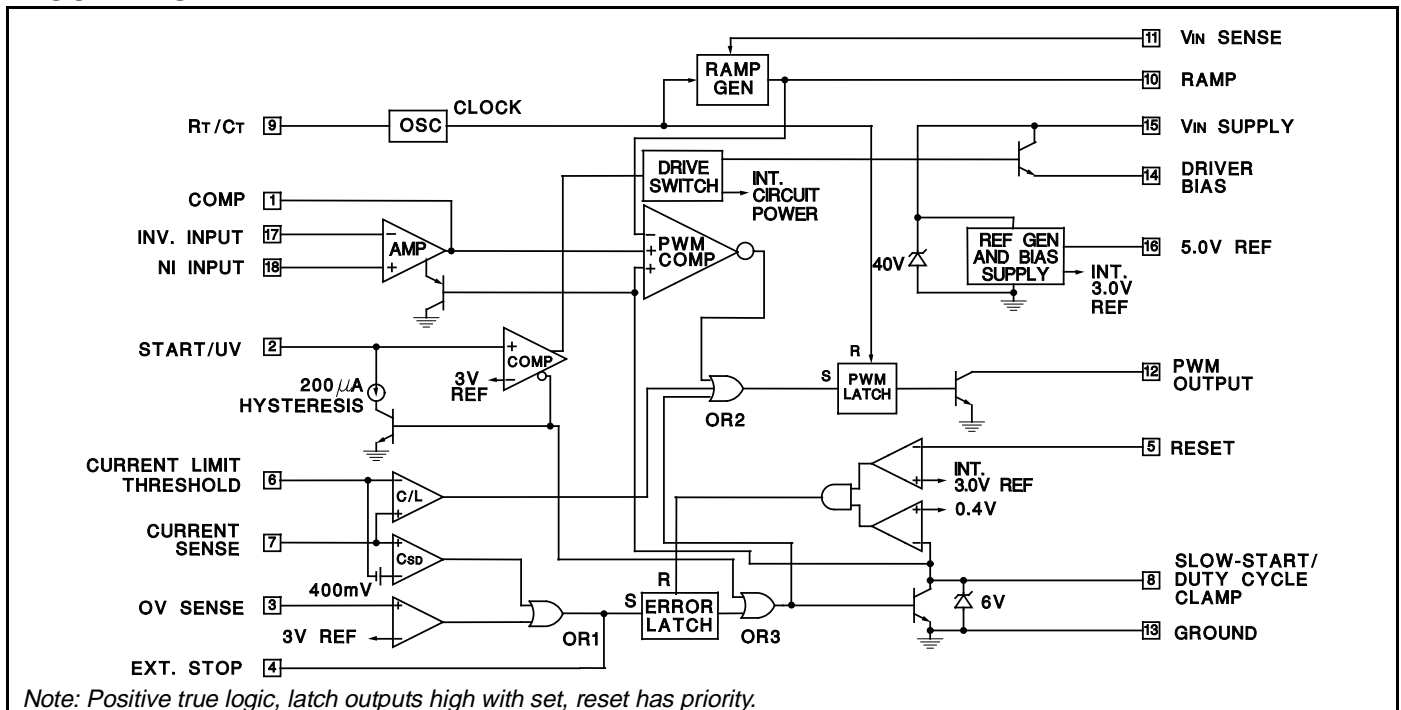 11 VIN SENSE
RAMP
GEN
10 RAMP
CLOCK
RT/CT 9
OSC
15 VIN SUPPLY
DRIVE
SWITCH
INT.
CIRCUIT
POWER
14 DRIVER
BIAS
COMP 1
INV. INPUT 17
NI INPUT 18
-
+
AMP
-
+
+
PWM
COMP
40V
REF GEN
AND BIAS
SUPPLY
16 5.0V REF
INT.
3.0V
REF
START/UV 2
+
-
COMP
3V
REF
200 μA
HYSTERESIS
OR2
R
S
PWM
LATCH
12 PWM
OUTPUT
5 RESET
-
+
INT.
3.0V REF
+
-
0.4V
CURRENT LIMIT
THRESHOLD 6
-
+
C/L
CURRENT
SENSE 7
+
-
CSD
400mV
OV SENSE 3
+
-
3V REF
OR1
EXT. STOP 4
R
S
ERROR
LATCH
OR3
6V
8 SLOW-START/
DUTY CYCLE
CLAMP
13 GROUND
Note: Positive true logic, latch outputs high with set, reset has priority.